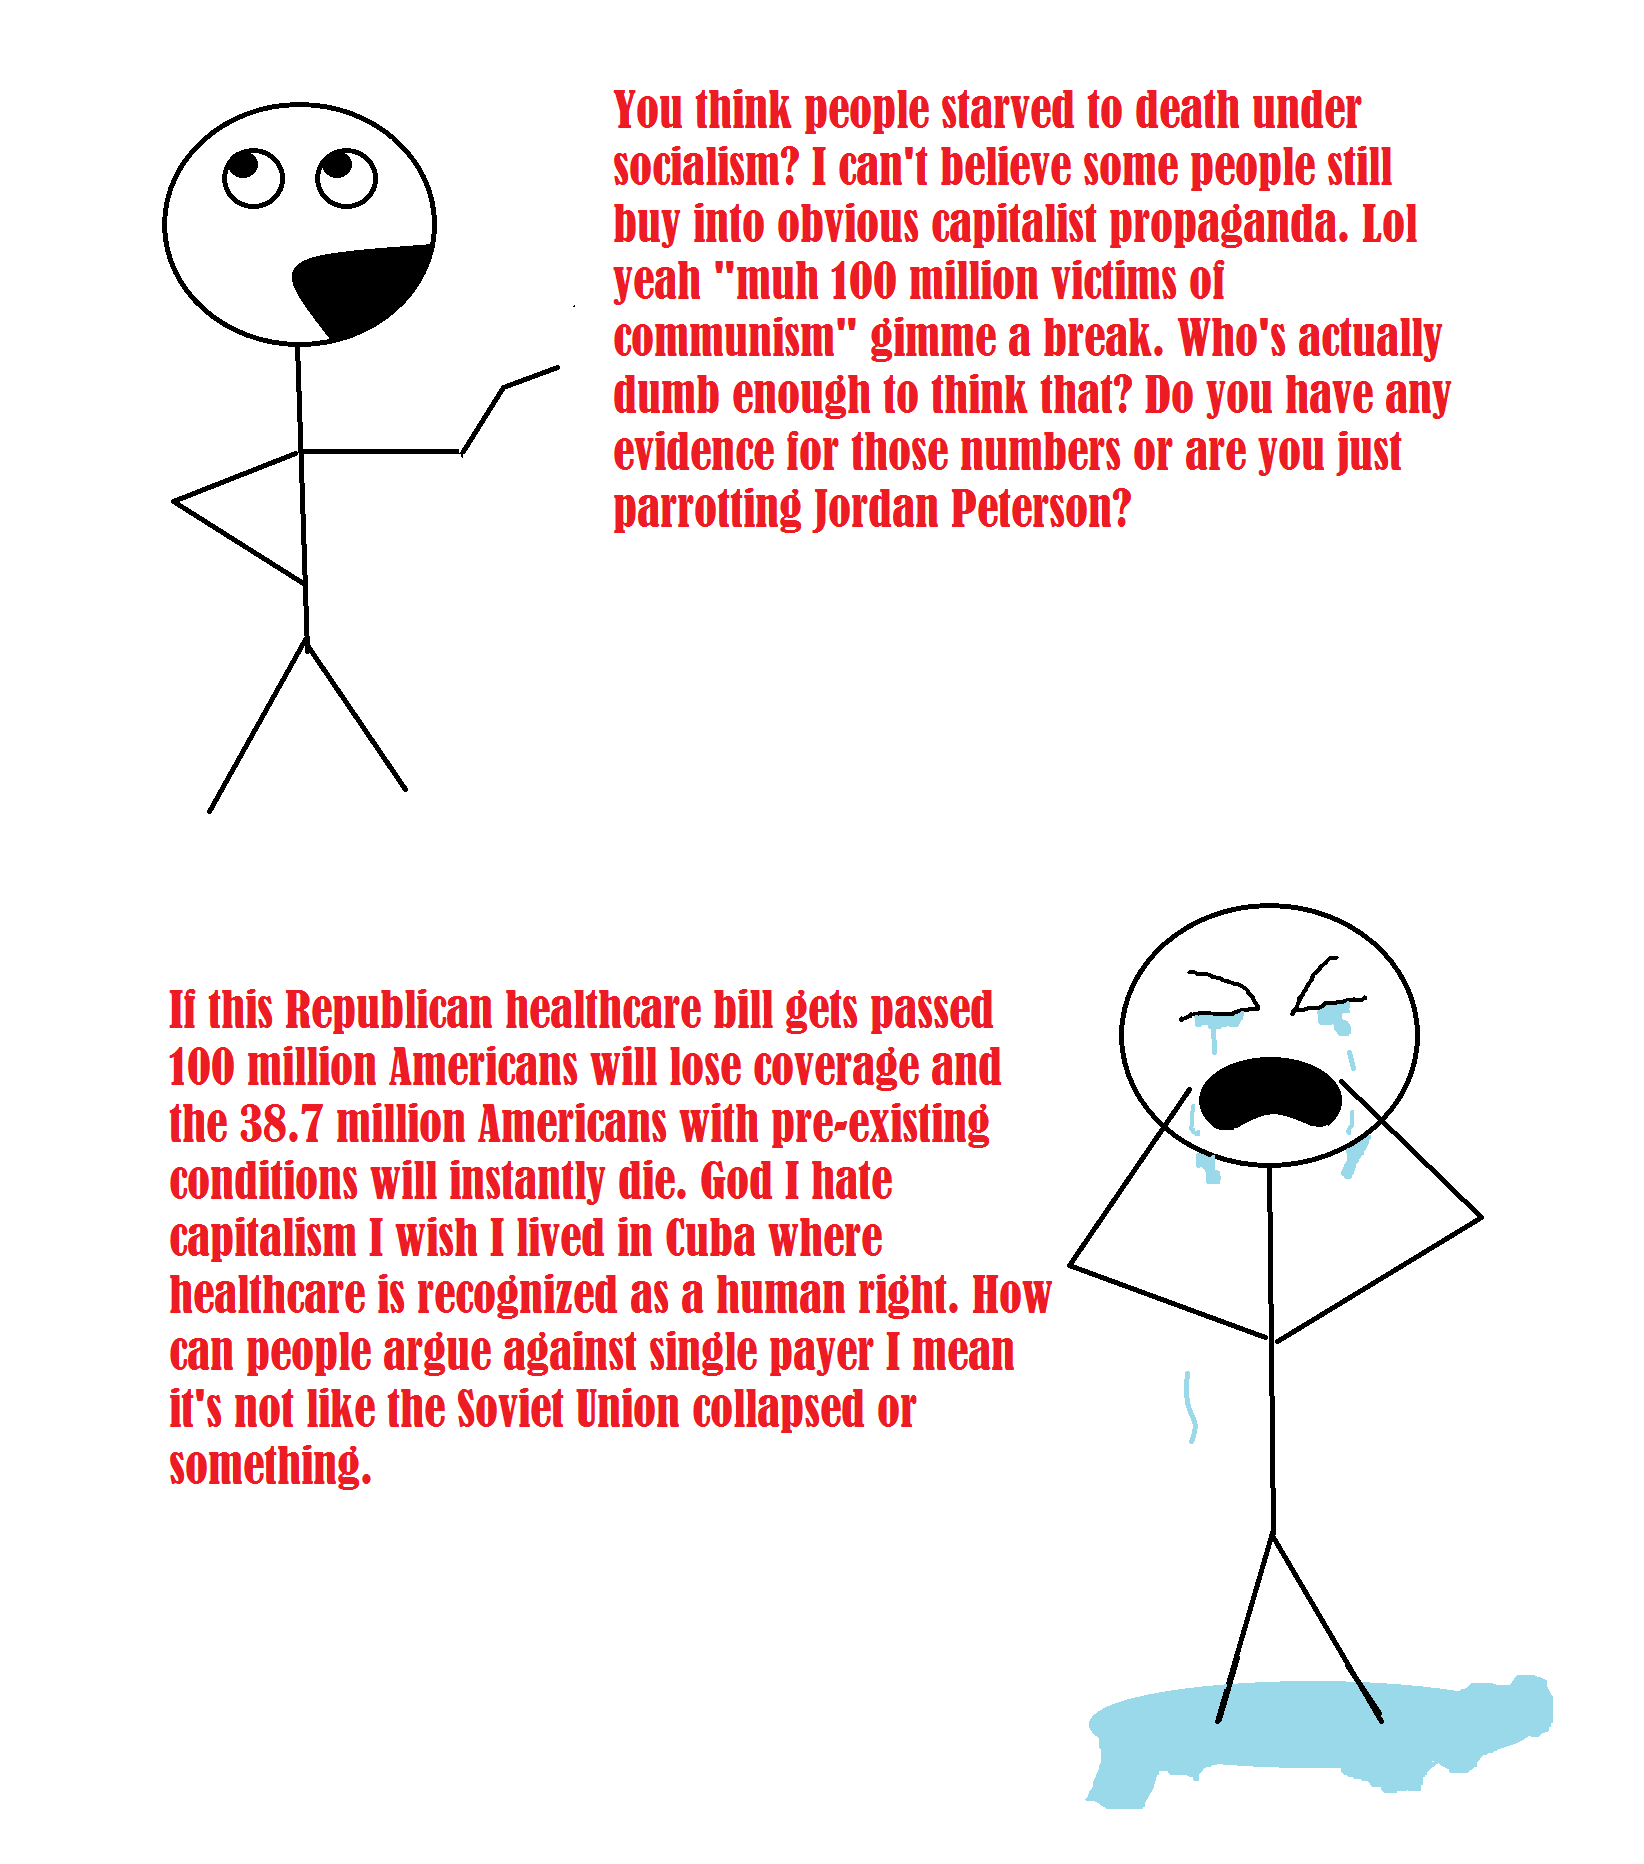 You think people starved to death under
socialism? I can't believe some people still
buy into obvious capitalist propaganda. Lol
yeah "muh 100 million victims of
communism" gimme a break. Who's actually
dumb enough to think that? Do you have any
evidence for those numbers or are you just
parrotting Jordan Peterson?
If this Republican healthcare bill gets passed
100 million Americans will lose coverage and
the 38.7 million Americans with pre-existing
conditions will instantly die. God I hate
capitalism I wish I lived in Cuba where
healthcare is recognized as a human right. How
can people argue against single payer I mean
it's not like the Soviet Union collapsed or
something.